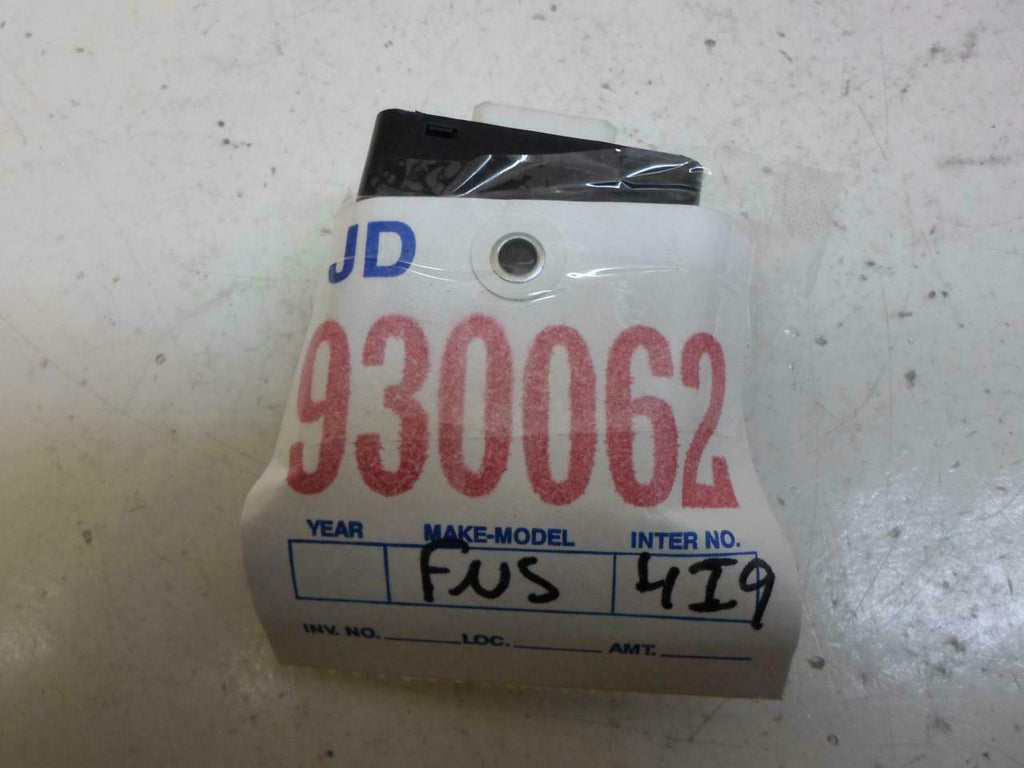 JD
930062
YEAR MAKE-MODEL INTER NO.
FUS 4I9
INV. NO. LOC. AMT.